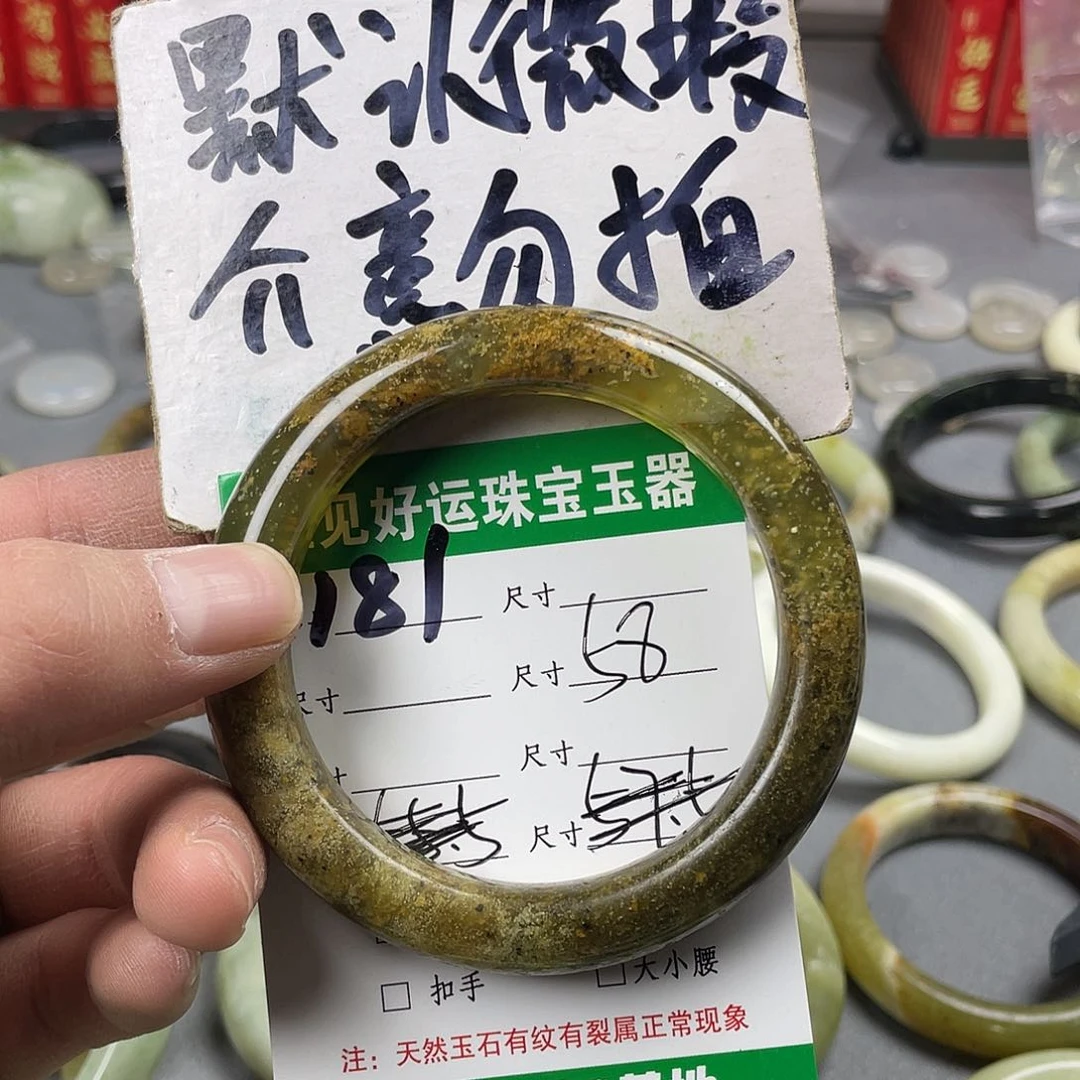 默认微瑕
介意勿拍
见好运珠宝玉器
181
尺寸
尺寸 58
尺寸
尺寸
尺寸
扣手
大小腰
注：天然玉石有纹有裂属正常现象